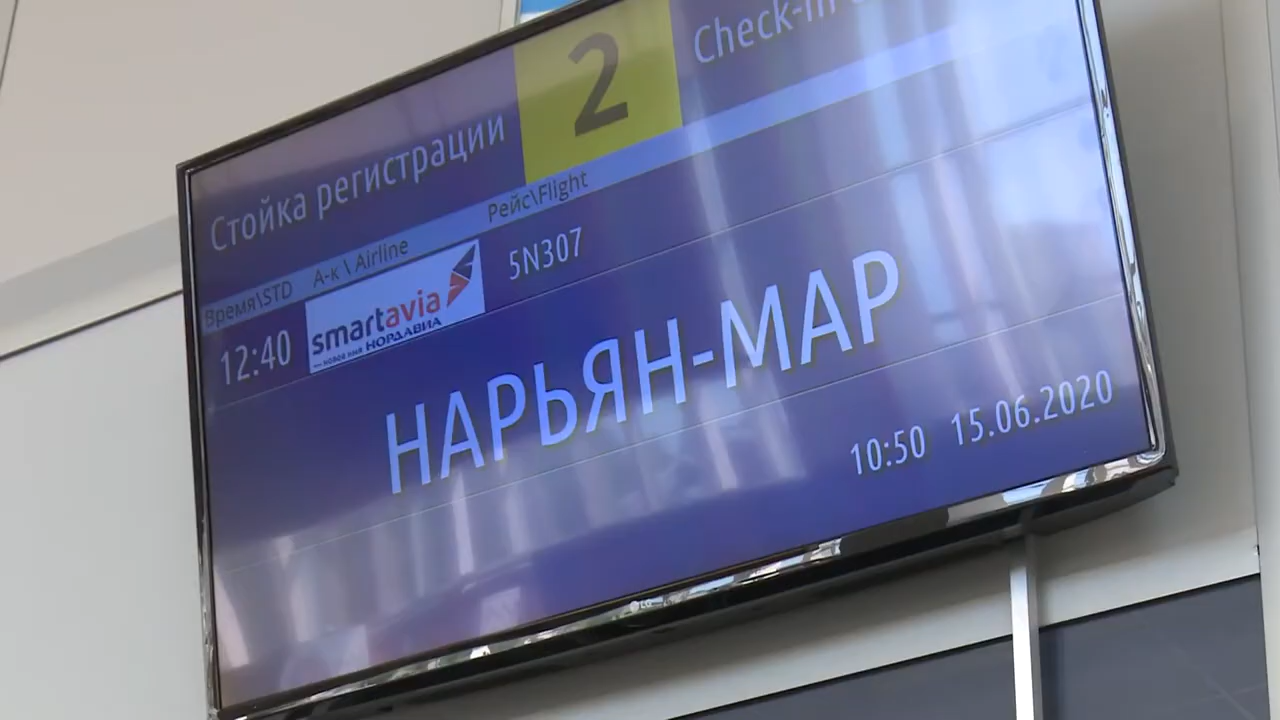 Стойка регистрации 2 Check-in
Время\STD А-к \ Airline Рейс\Flight
12:40 smartavia 5N307
НОРДАВИА
НАРЬЯН-МАР
10:50 15.06.2020